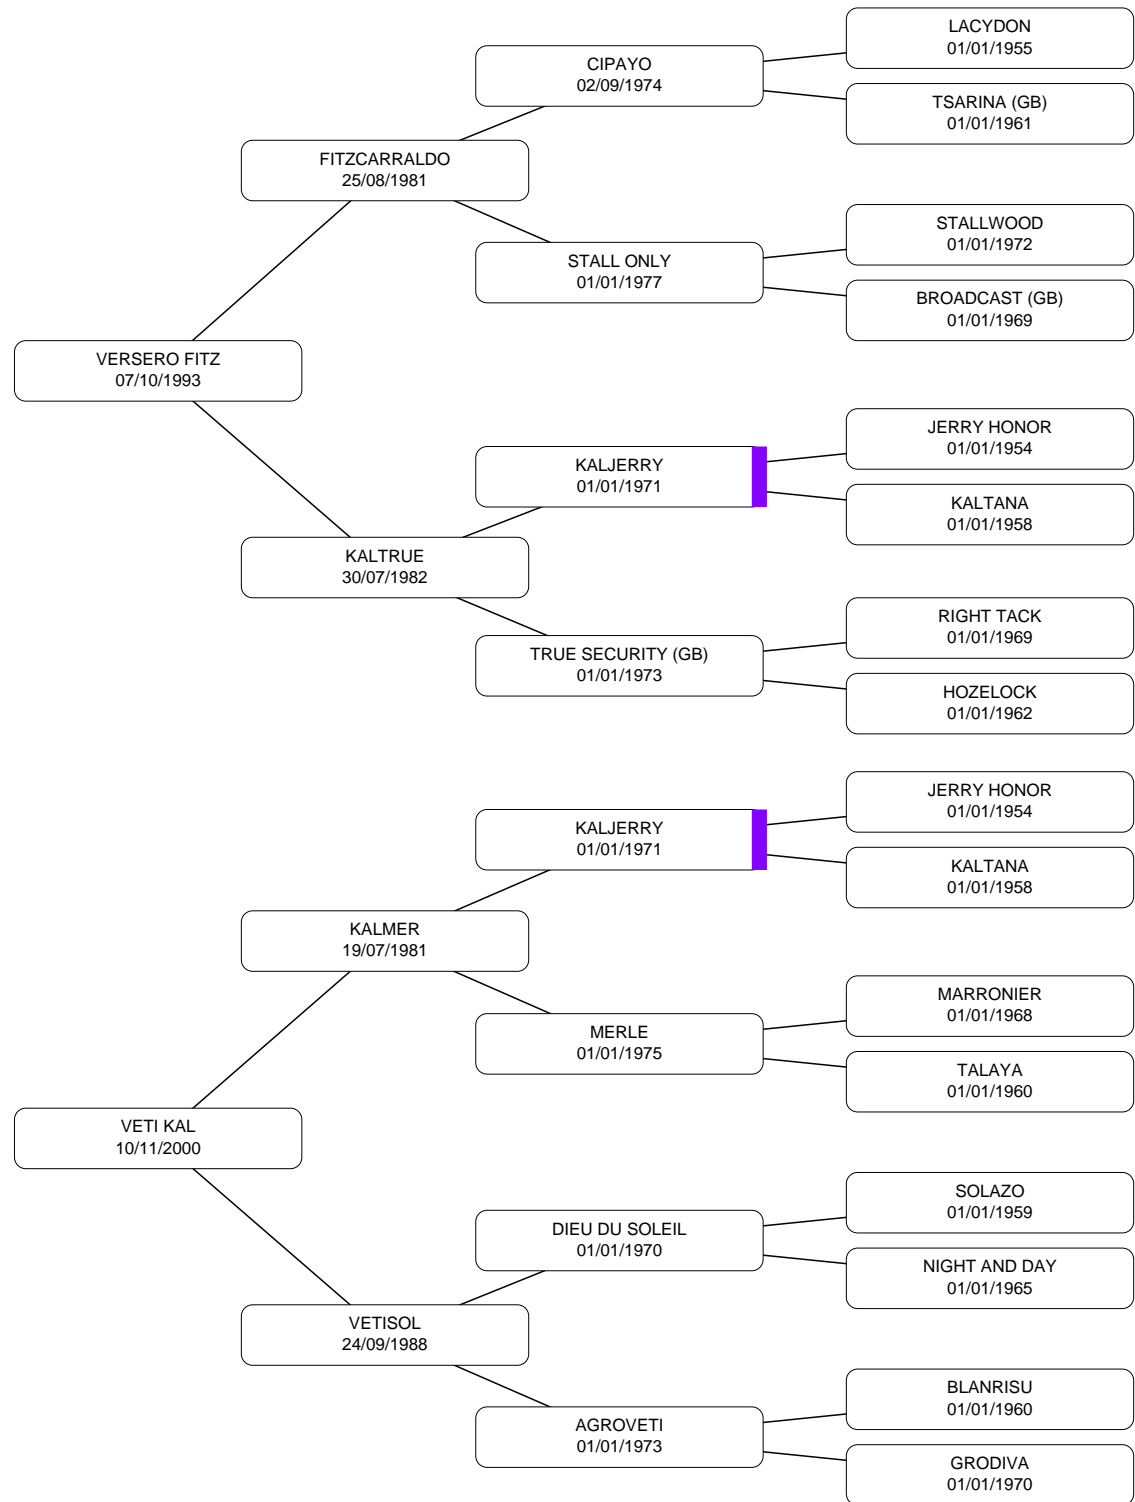 LACYDON
01/01/1955
CIPAYO
02/09/1974
TSARINA (GB)
01/01/1961
FITZCARRALDO
25/08/1981
STALLWOOD
01/01/1972
STALL ONLY
01/01/1977
BROADCAST (GB)
01/01/1969
VERSERO FITZ
07/10/1993
JERRY HONOR
01/01/1954
KALJERRY
01/01/1971
KALTANA
01/01/1958
KALTRUE
30/07/1982
RIGHT TACK
01/01/1969
TRUE SECURITY (GB)
01/01/1973
HOZELOCK
01/01/1962
JERRY HONOR
01/01/1954
KALJERRY
01/01/1971
KALTANA
01/01/1958
KALMER
19/07/1981
MARRONIER
01/01/1968
MERLE
01/01/1975
TALAYA
01/01/1960
VETI KAL
10/11/2000
SOLAZO
01/01/1959
DIEU DU SOLEIL
01/01/1970
NIGHT AND DAY
01/01/1965
VETISOL
24/09/1988
BLANRISU
01/01/1960
AGROVETI
01/01/1973
GRODIVA
01/01/1970